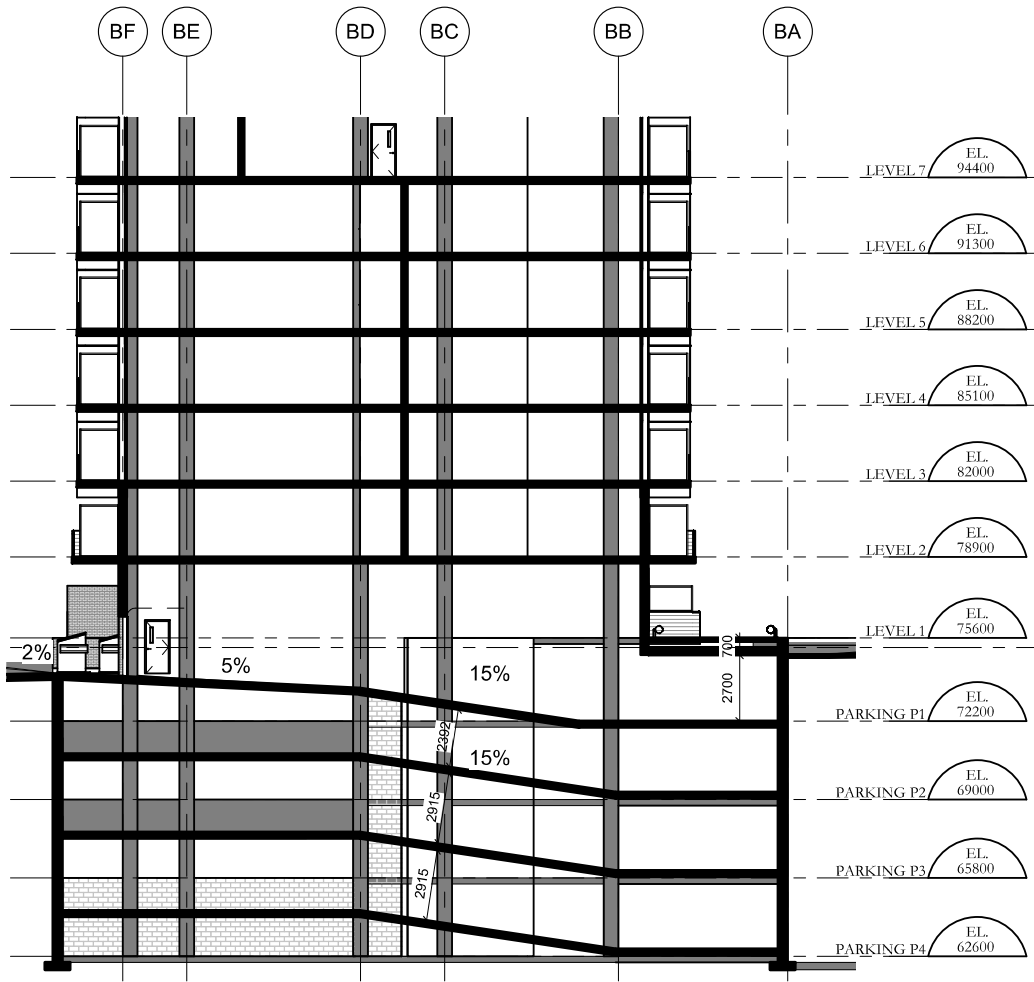 BF BE BD BC BB BA
EL.
94400
LEVEL 7
EL.
91300
LEVEL 6
EL.
88200
LEVEL 5
EL.
85100
LEVEL 4
EL.
82000
LEVEL 3
EL.
78900
LEVEL 2
EL.
75600
LEVEL 1
2%
5%
15%
700
2700
EL.
72200
PARKING P1
2392
15%
EL.
69000
PARKING P2
2915
EL.
65800
PARKING P3
2915
EL.
62600
PARKING P4